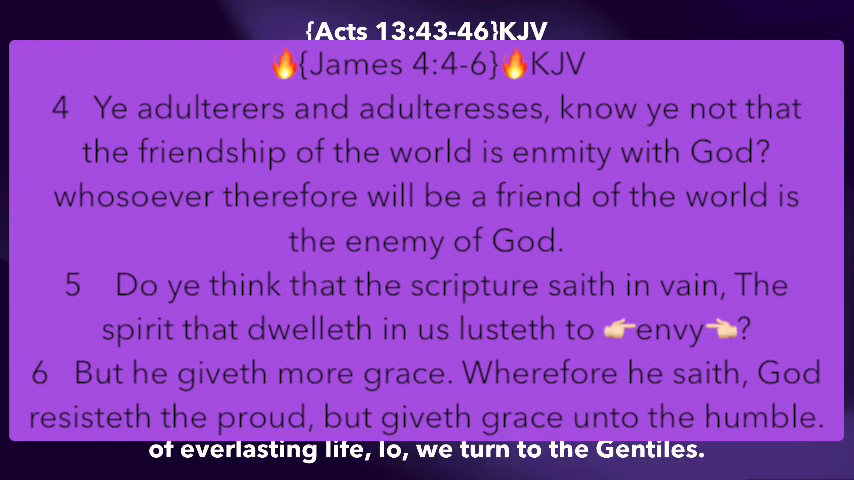 {Acts 13:43-46}KJV
🔥{James 4:4-6}🔥KJV
4 Ye adulterers and adulteresses, know ye not that
the friendship of the world is enmity with God?
whosoever therefore will be a friend of the world is
the enemy of God.
5 Do ye think that the scripture saith in vain, The
spirit that dwelleth in us lusteth to 👉envy👈?
6 But he giveth more grace. Wherefore he saith, God
resisteth the proud, but giveth grace unto the humble.
of everlasting life, lo, we turn to the Gentiles.